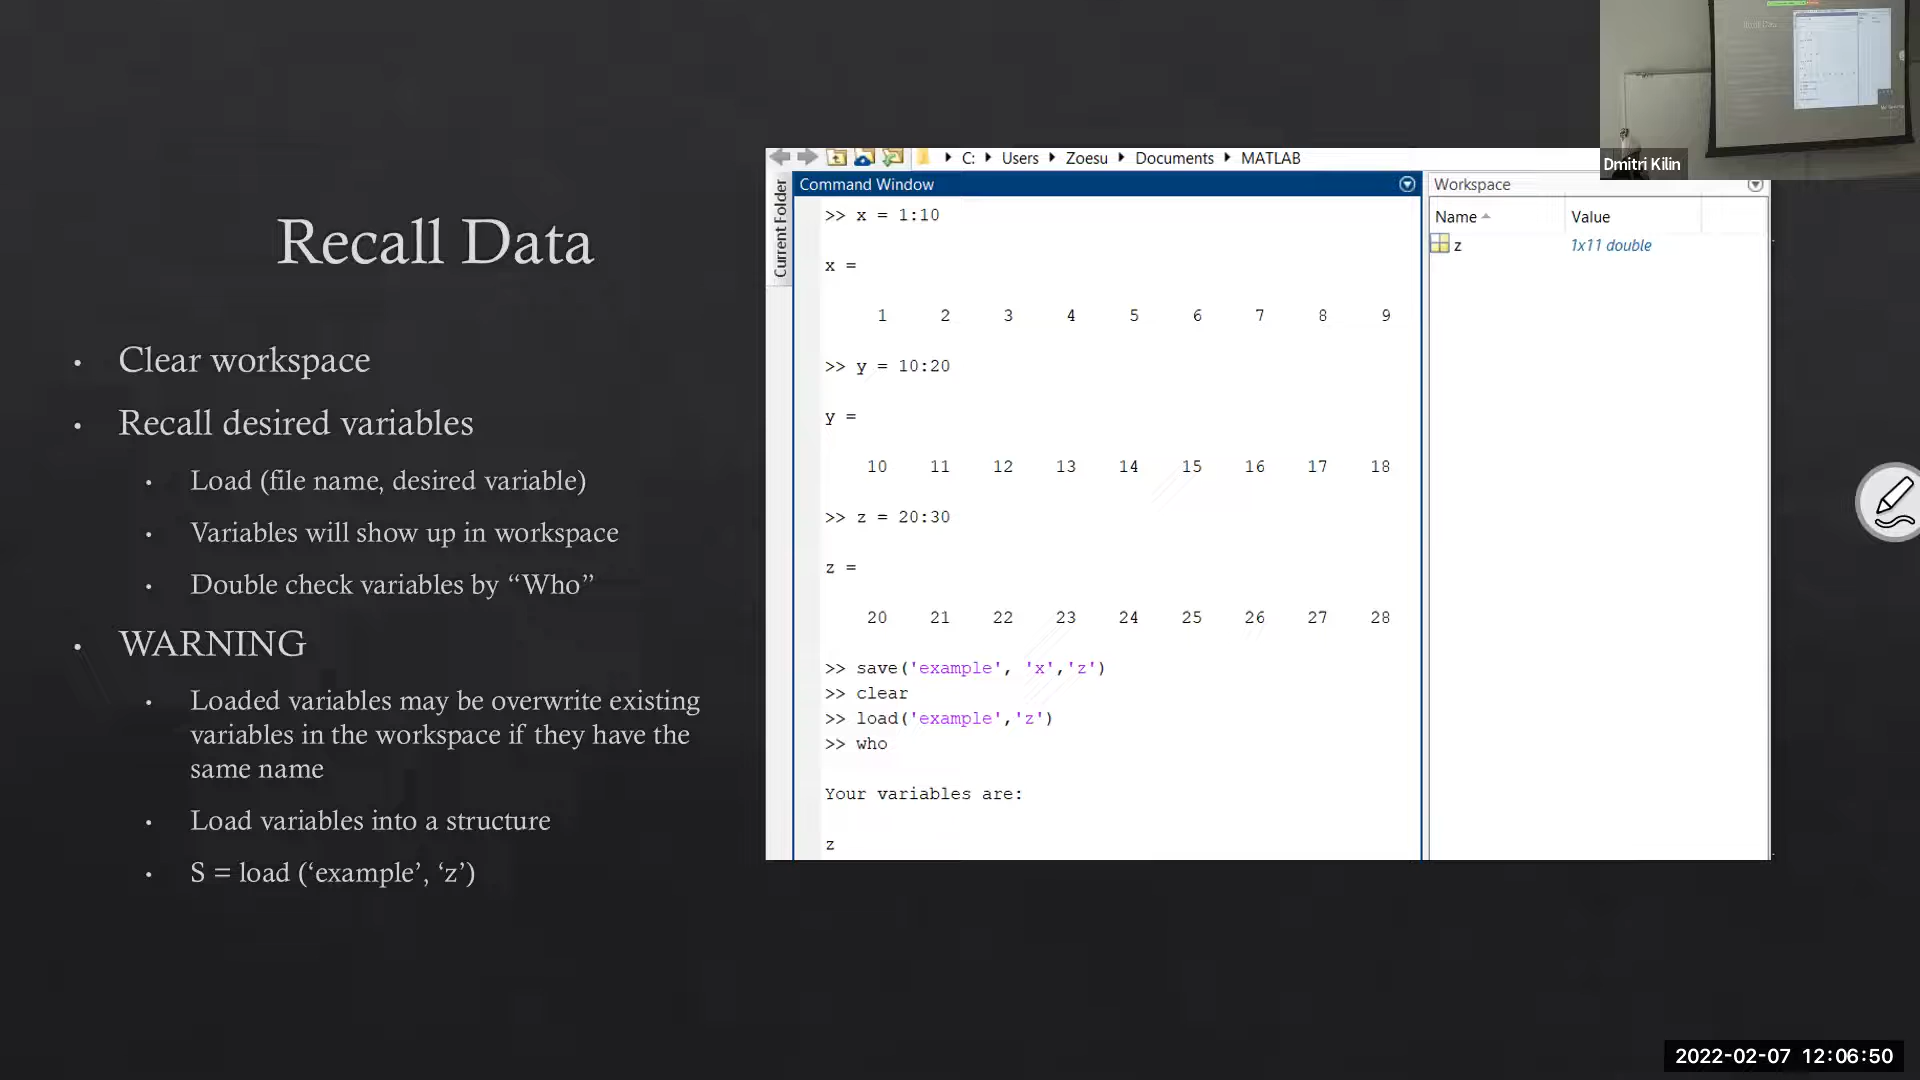 Recall Data
• Clear workspace
• Recall desired variables
• Load (file name, desired variable)
• Variables will show up in workspace
• Double check variables by “Who”
• WARNING
• Loaded variables may be overwrite existing
variables in the workspace if they have the
same name
• Load variables into a structure
• S = load (‘example’, ‘z’)
C: Users Zoesu Documents MATLAB
Current Folder
Command Window
>> x = 1:10
x =
1 2 3 4 5 6 7 8 9
>> y = 10:20
y =
10 11 12 13 14 15 16 17 18
>> z = 20:30
z =
20 21 22 23 24 25 26 27 28
>> save('example', 'x','z')
>> clear
>> load('example','z')
>> who
Your variables are:
z
Workspace
Name Value
z 1x11 double
Dmitri Kilin
2022-02-07 12:06:50